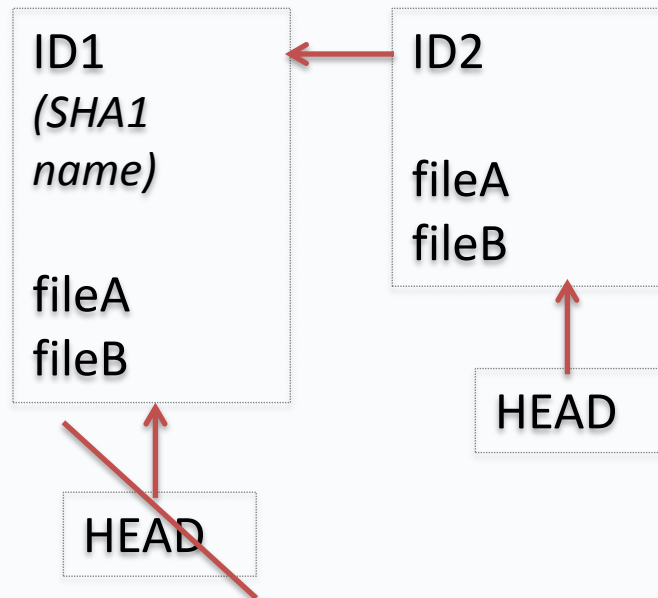 ID1
(SHA1
name)
fileA
fileB
HEAD
ID2
fileA
fileB
HEAD